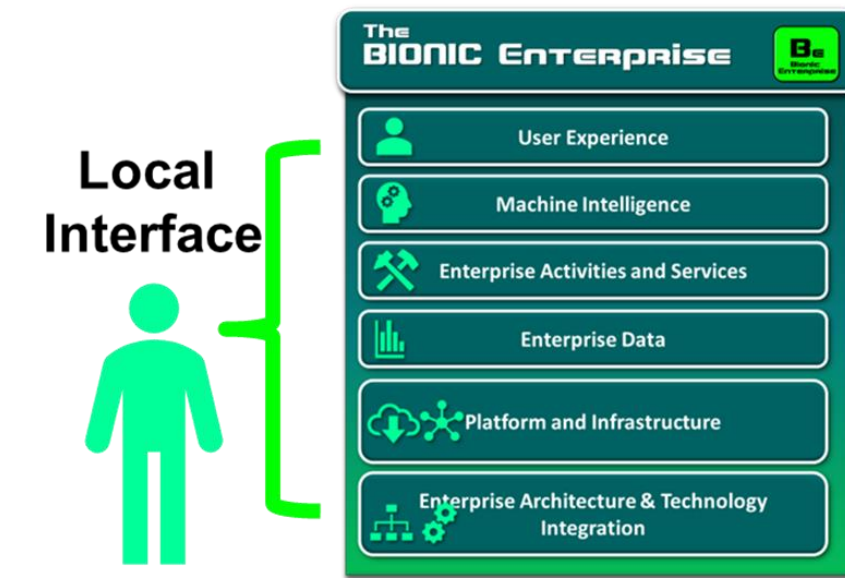 The
BIONIC Enterprise
Be
Bionic
Enterprise
Local
Interface
User Experience
Machine Intelligence
Enterprise Activities and Services
Enterprise Data
Platform and Infrastructure
Enterprise Architecture & Technology
Integration